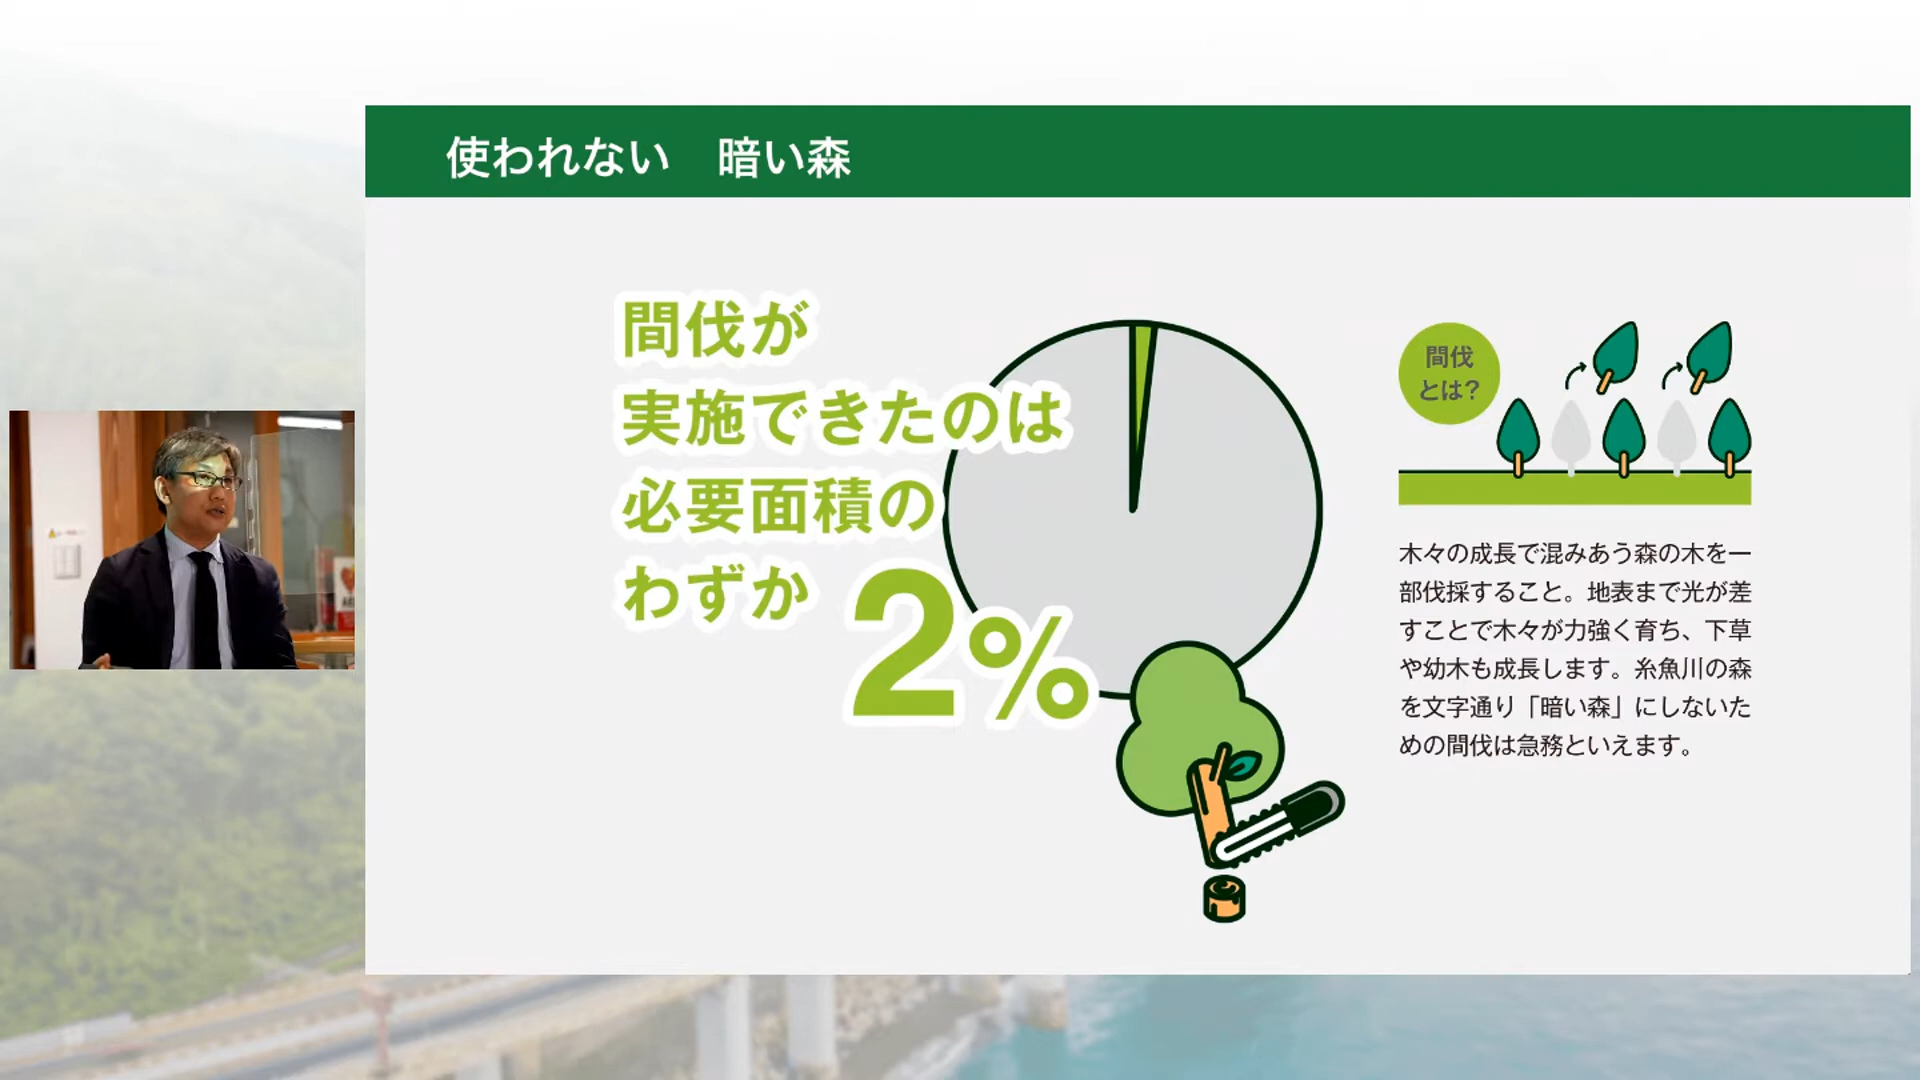 使われない　暗い森
間伐が
実施できたのは
必要面積の
わずか 2%
間伐
とは?
木々の成長で混みあう森の木を一
部伐採すること。地表まで光が差
すことで木々が力強く育ち、下草
や幼木も成長します。糸魚川の森
を文字通り「暗い森」にしないた
めの間伐は急務といえます。